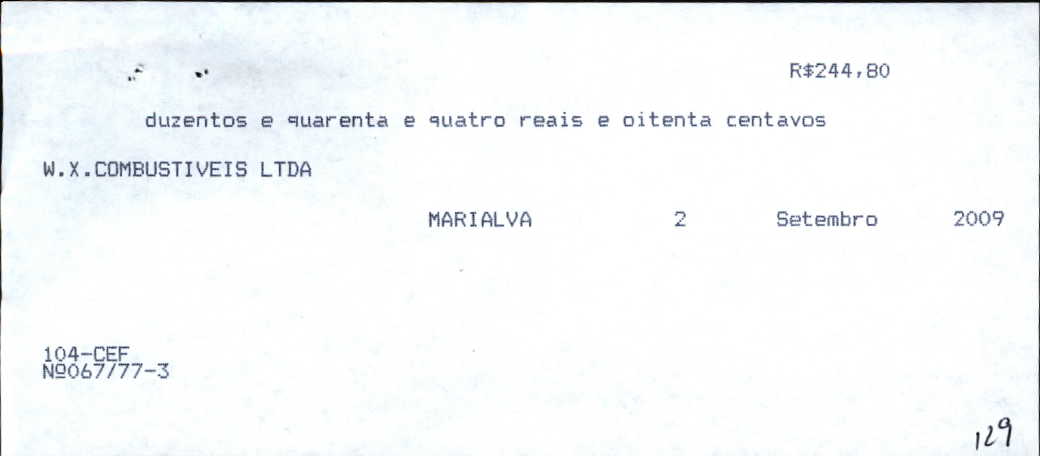 R$244,80
duzentos e quarenta e quatro reais e oitenta centavos
W.X.COMBUSTIVEIS LTDA
MARIALVA 2 Setembro 2009
104-CEF
Nº067/77-3
129